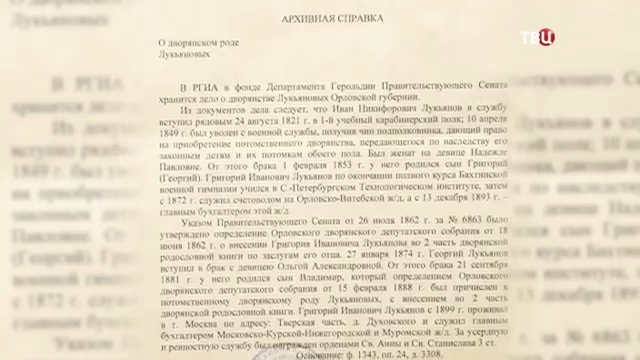 АРХИВНАЯ СПРАВКА
ТВЦ
О дворянском роде
Лукьяновых
В РГИА в фонде Департамента Герольдии Правительствующего Сената
хранится дело о дворянстве Лукьяновых Орловской губернии.
Из документов дела следует, что Иван Никифорович Лукьянов в службу
вступил рядовым 24 августа 1821 г. в 1-й учебный карабинерский полк; 10 апреля
1849 г. был уволен с военной службы, получив чин подполковника, дающий право
на приобретение потомственного дворянства, передающегося по наследству его
законным детям и их потомкам обоего пола. Был женат на девице Надежде
Павловне. От этого брака 1 февраля 1853 г. у него родился сын Григорий
(Георгий). Григорий Иванович Лукьянов по окончании полного курса Бахтинской
военной гимназии учился в С.-Петербургском Технологическом институте, затем
с 1872 г. служил счетоводом на Орловско-Витебской ж/д, а с 13 декабря 1893 г. -
главным бухгалтером этой ж/д.
Указом Правительствующего Сената от 26 июля 1862 г. за № 6863 было
утверждено определение Орловского дворянского депутатского собрания от 18
июня 1862 г. о внесении Григория Ивановича Лукьянова во 2 часть дворянской
родословной книги по заслугам его отца. 27 января 1874 г. Георгий Лукьянов
вступил в брак с девицею Ольгой Александровной. От этого брака 21 сентября
1881 г. у него родился сын Владимир, который определением Орловского
дворянского депутатского собрания от 15 февраля 1888 г. был причислен к
потомственному дворянскому роду Лукьяновых, с внесением во 2 часть
дворянской родословной книги. Григорий Иванович Лукьянов с 1899 г. проживал
в г. Москва по адресу: Тверская часть, д. Духовского и служил главным
бухгалтером Московско-Курской-Нижегородской и Муромской ж/д. За усердную
и ревностную службу был награжден орденами Св. Анны и Св. Станислава 3 ст.
Основание: ф. 1343, оп. 24, д. 3308.